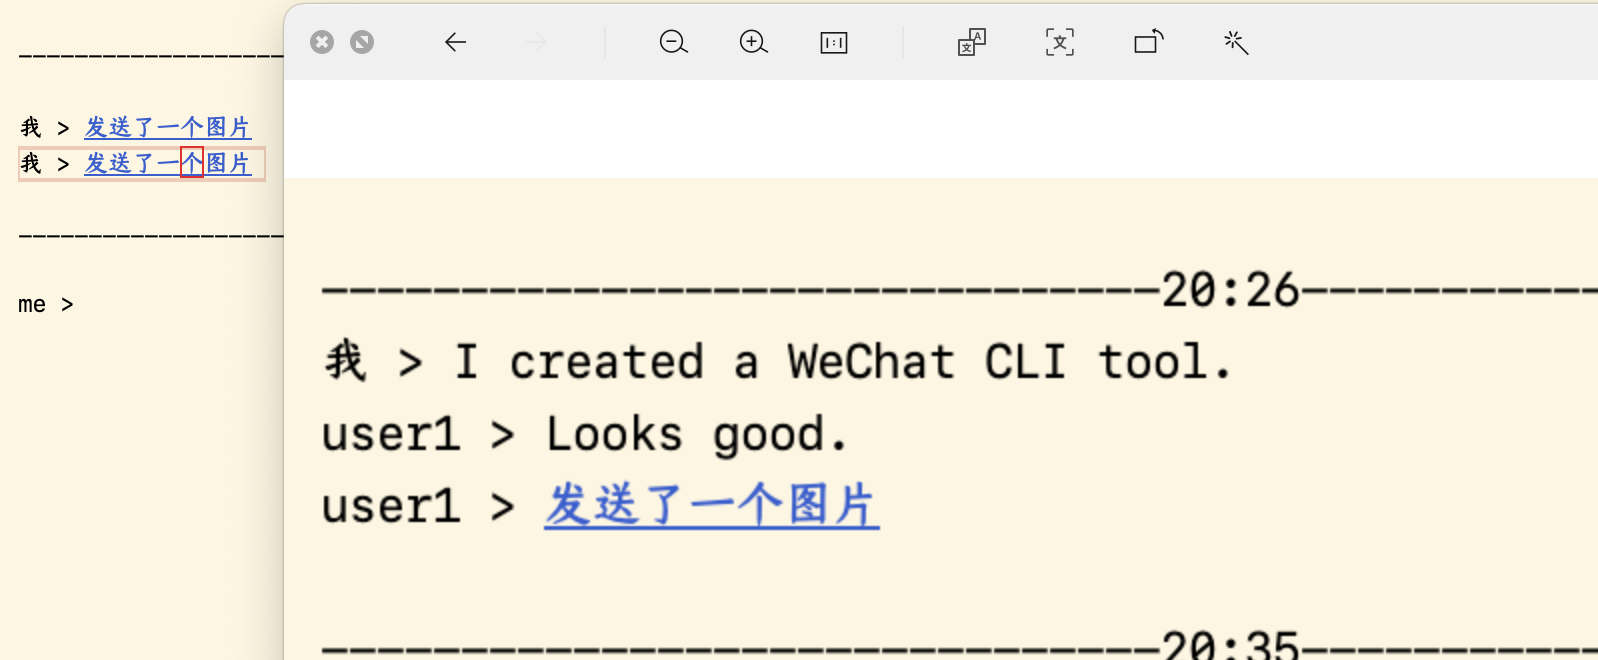 我 > 发送了一个图片
我 > 发送了一个图片
me >
--------------------20:26-----------
我 > I created a WeChat CLI tool.
user1 > Looks good.
user1 > 发送了一个图片
--------------------20:35-----------